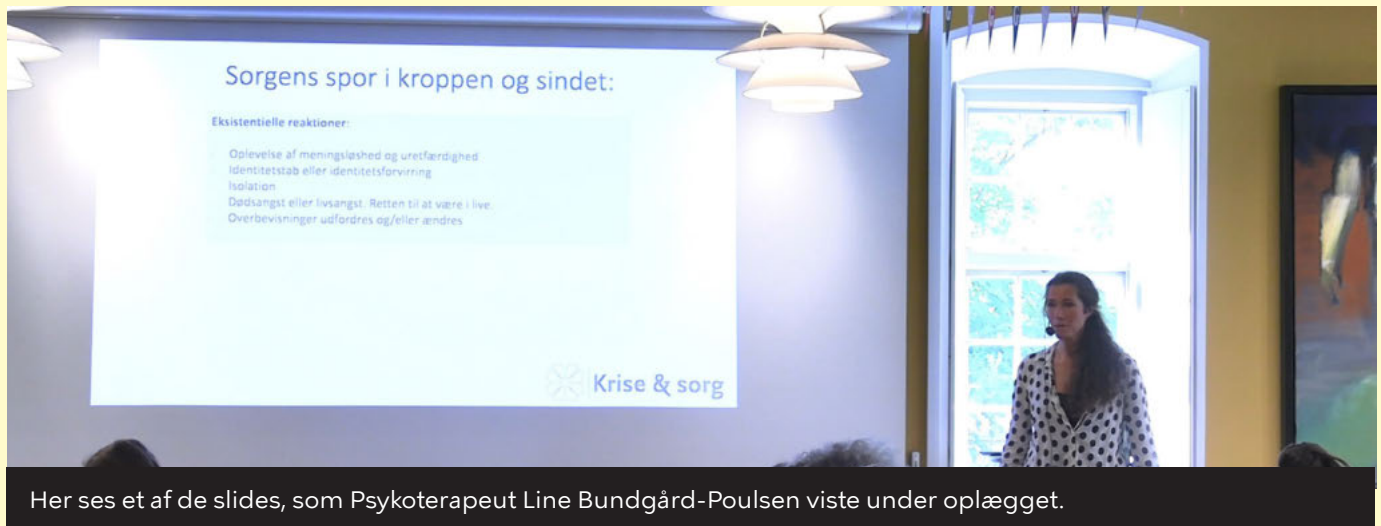 Sorgens spor i kroppen og sindet:
Eksistentielle reaktioner:
Oplevelse af meningsløshed og uretfærdighed
Identitetstab eller identitetsforvirring
Isolation
Dødsangst eller livsangst. Retten til at være i live.
Overbevisninger udfordres og/eller ændres
Krise & sorg
Her ses et af de slides, som Psykoterapeut Line Bundgård-Poulsen viste under oplægget.